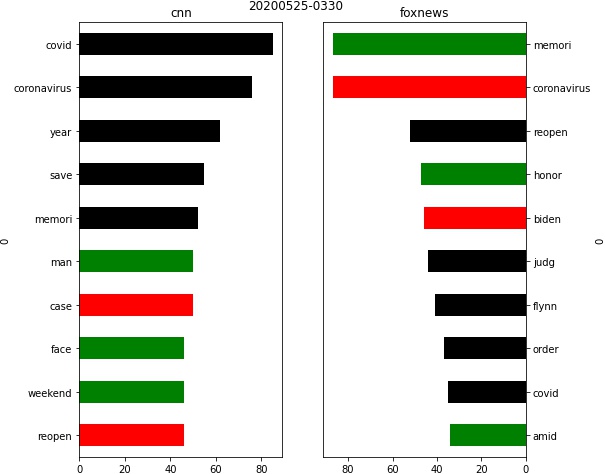 20200525-0330
cnn
foxnews
covid
coronavirus
year
save
memori
man
case
face
weekend
reopen
0
0 20 40 60 80
memori
coronavirus
reopen
honor
biden
judg
flynn
order
covid
amid
0
80 60 40 20 0